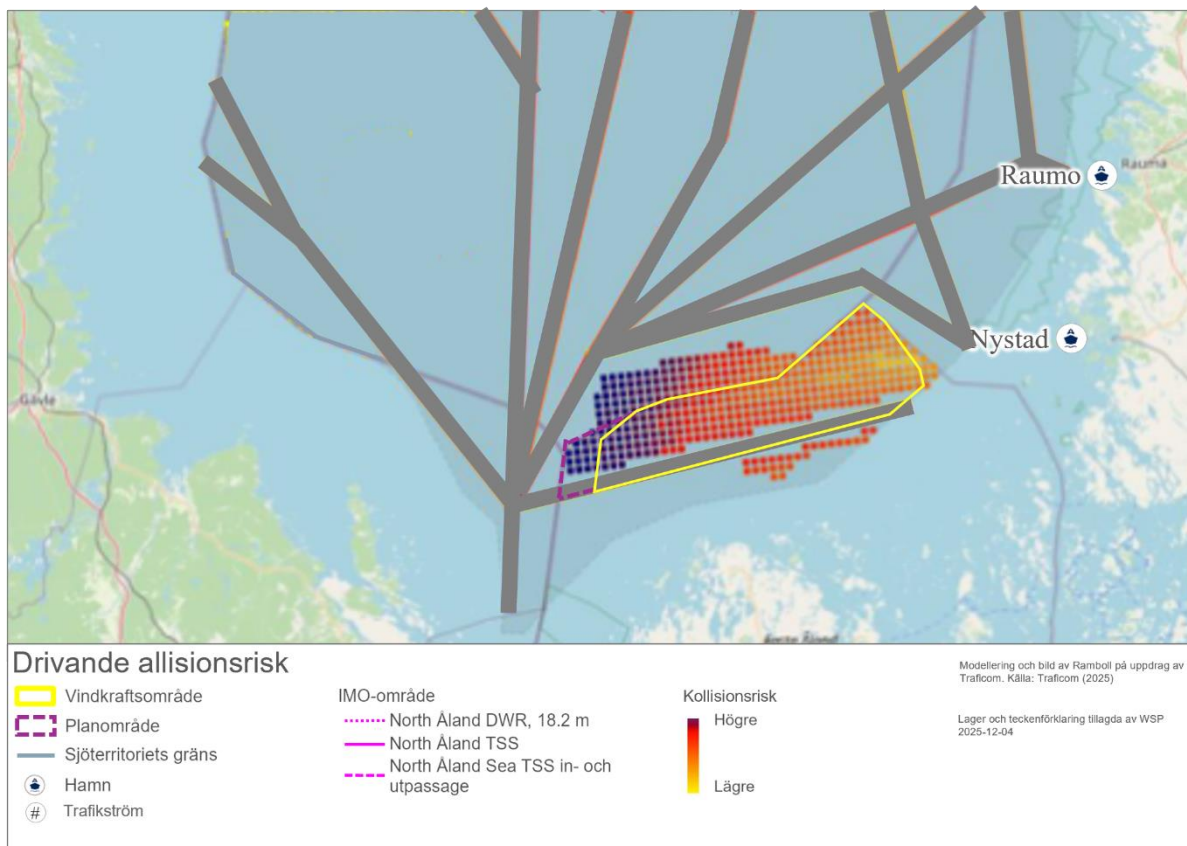 Rauma
Raumo
Nystad
Gävle
Drivande allisionsrisk
Vindkraftsområde
Planområde
Sjöterritoriets gräns
Hamn
# Trafikström
IMO-område
North Åland DWR, 18.2 m
North Åland TSS
North Åland Sea TSS in- och
utpassage
Kollisionsrisk
Högre
Lägre
Modellering och bild av Ramboll på uppdrag av
Traficom. Källa: Traficom (2025)
Lager och teckenförklaring tillagda av WSP
2025-12-04